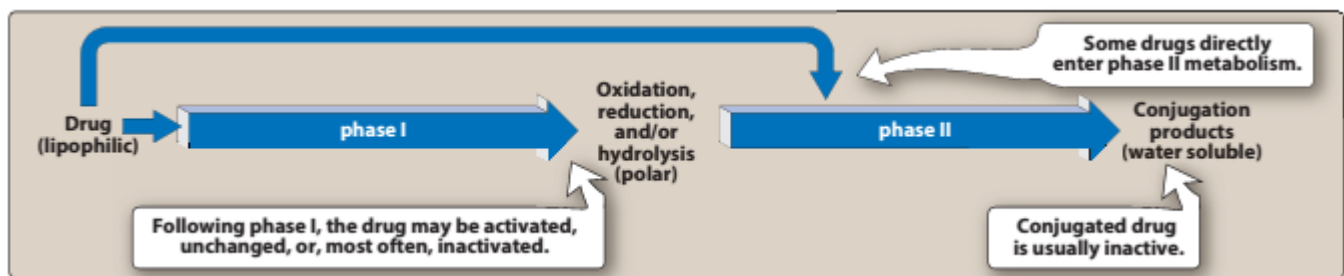 Some drugs directly
enter phase II metabolism.
Drug
(lipophilic)
phase I
Oxidation,
reduction,
and/or
hydrolysis
(polar)
phase II
Conjugation
products
(water soluble)
Following phase I, the drug may be activated,
unchanged, or, most often, inactivated.
Conjugated drug
is usually inactive.